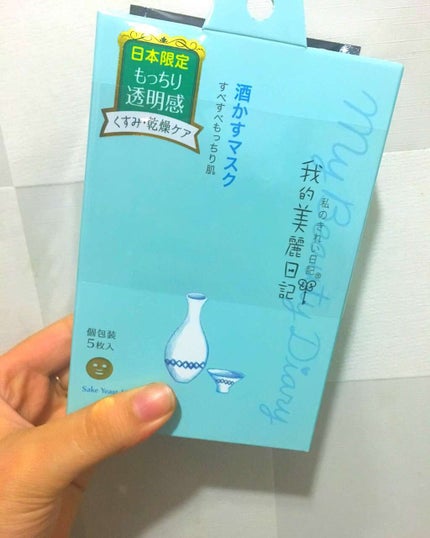 日本限定
もっちり
透明感
くすみ・乾燥ケア
酒かすマスク
すべすべもっちり肌
我的美麗日記
私のきれい日記
My Beauty Diary
個包装
5枚入
Sake Yeast